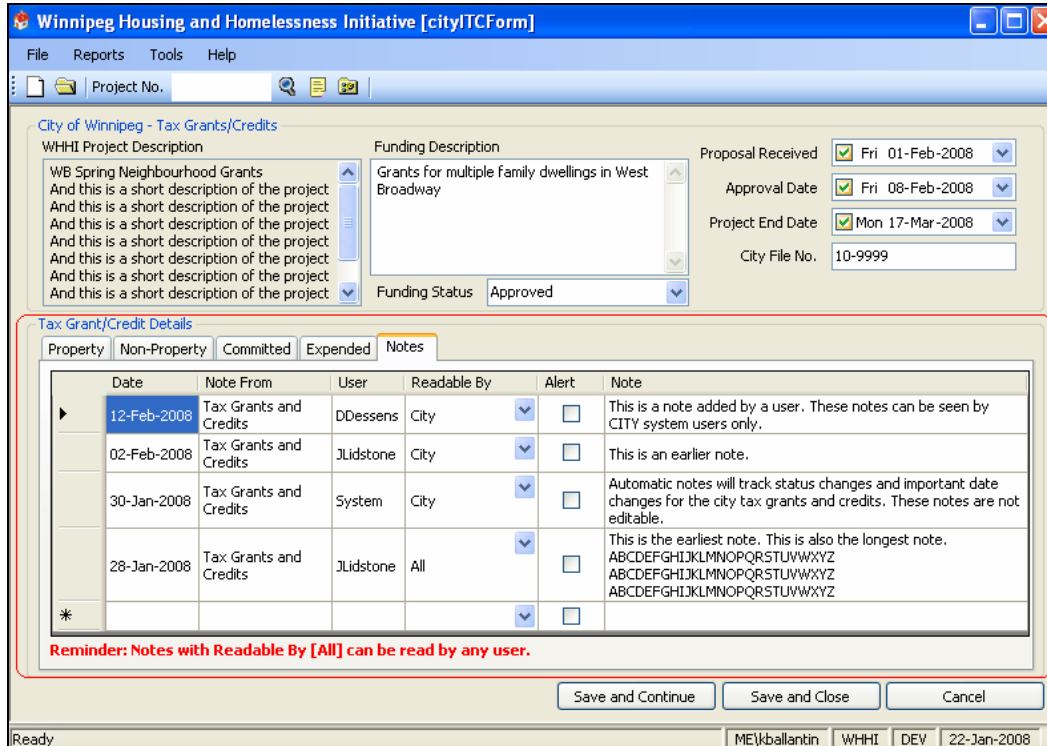 Winnipeg Housing and Homelessness Initiative [cityITCForm]
File Reports Tools Help
Project No.
City of Winnipeg - Tax Grants/Credits
WHHI Project Description
WB Spring Neighbourhood Grants
And this is a short description of the project
And this is a short description of the project
And this is a short description of the project
And this is a short description of the project
And this is a short description of the project
And this is a short description of the project
And this is a short description of the project
Funding Description
Grants for multiple family dwellings in West
Broadway
Funding Status Approved
Proposal Received Fri 01-Feb-2008
Approval Date Fri 08-Feb-2008
Project End Date Mon 17-Mar-2008
City File No. 10-9999
Tax Grant/Credit Details
Property Non-Property Committed Expended Notes
Date Note From User Readable By Alert Note
12-Feb-2008 Tax Grants and Credits DDessens City This is a note added by a user. These notes can be seen by
CITY system users only.
02-Feb-2008 Tax Grants and Credits JLidstone City This is an earlier note.
30-Jan-2008 Tax Grants and Credits System City Automatic notes will track status changes and important date
changes for the city tax grants and credits. These notes are not
editable.
28-Jan-2008 Tax Grants and Credits JLidstone All This is the earliest note. This is also the longest note.
ABCDEFGHIJKLMNOPQRSTUVWXYZ
ABCDEFGHIJKLMNOPQRSTUVWXYZ
ABCDEFGHIJKLMNOPQRSTUVWXYZ
Reminder: Notes with Readable By [All] can be read by any user.
Save and Continue Save and Close Cancel
Ready ME\kballantin WHHI DEV 22-Jan-2008